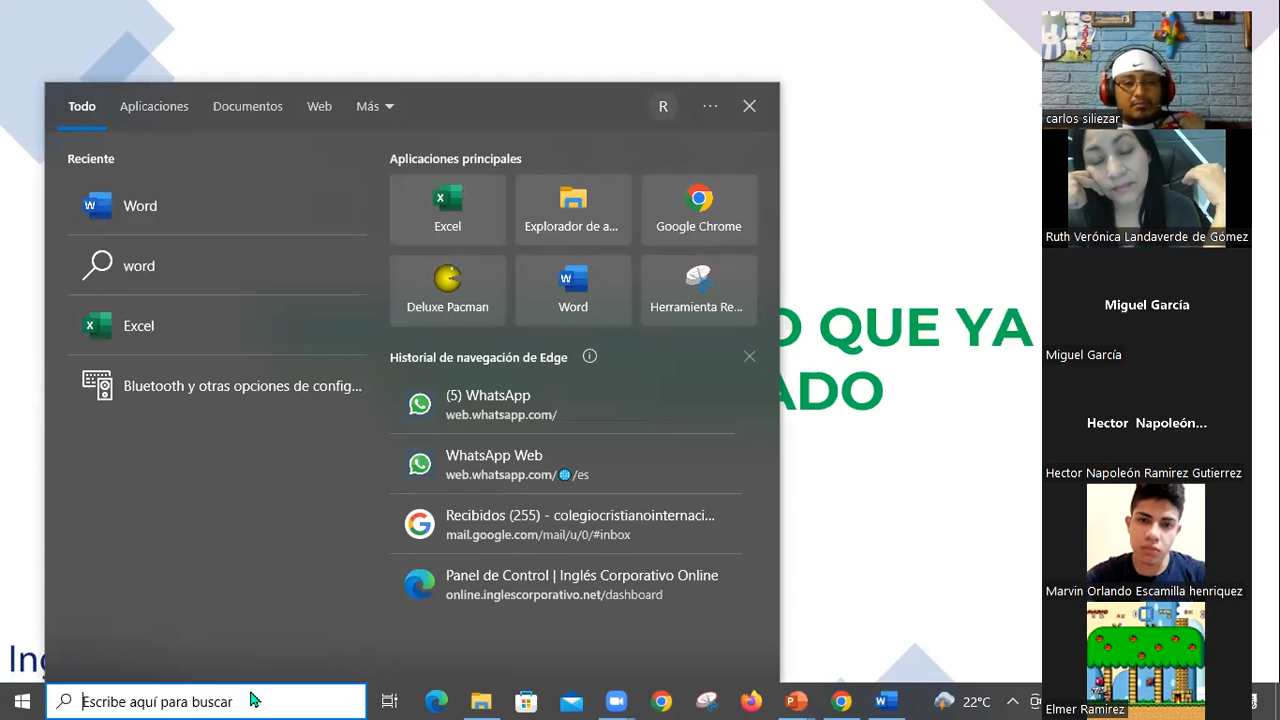 Todo Aplicaciones Documentos Web Más R ... 
Reciente
Word
word
Excel
Bluetooth y otras opciones de config...
Aplicaciones principales
Excel Explorador de a... Google Chrome
Deluxe Pacman Word Herramienta Re...
Historial de navegación de Edge
(5) WhatsApp
web.whatsapp.com/
WhatsApp Web
web.whatsapp.com/🌐/es
Recibidos (255) - colegiocristianointernaci...
mail.google.com/mail/u/0/#inbox
Panel de Control | Inglés Corporativo Online
online.inglescorporativo.net/dashboard
O QUE YA
ADO
Escribe aquí para buscar
22°C
carlos siliezar
Ruth Verónica Landaverde de Gómez
Miguel García
Miguel García
Hector Napoleón...
Hector Napoleón Ramirez Gutierrez
Marvin Orlando Escamilla henriquez
Elmer Ramirez